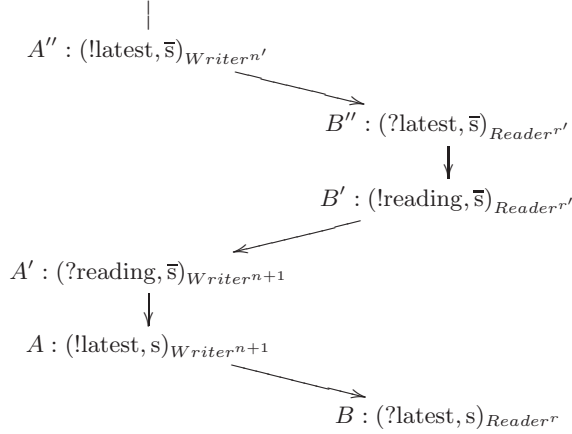 A″ : (!latest, s̅)_{Writer^{n′}}
B″ : (?latest, s̅)_{Reader^{r′}}
B′ : (!reading, s̅)_{Reader^{r′}}
A′ : (?reading, s̅)_{Writer^{n+1}}
A : (!latest, s)_{Writer^{n+1}}
B : (?latest, s)_{Reader^{r}}